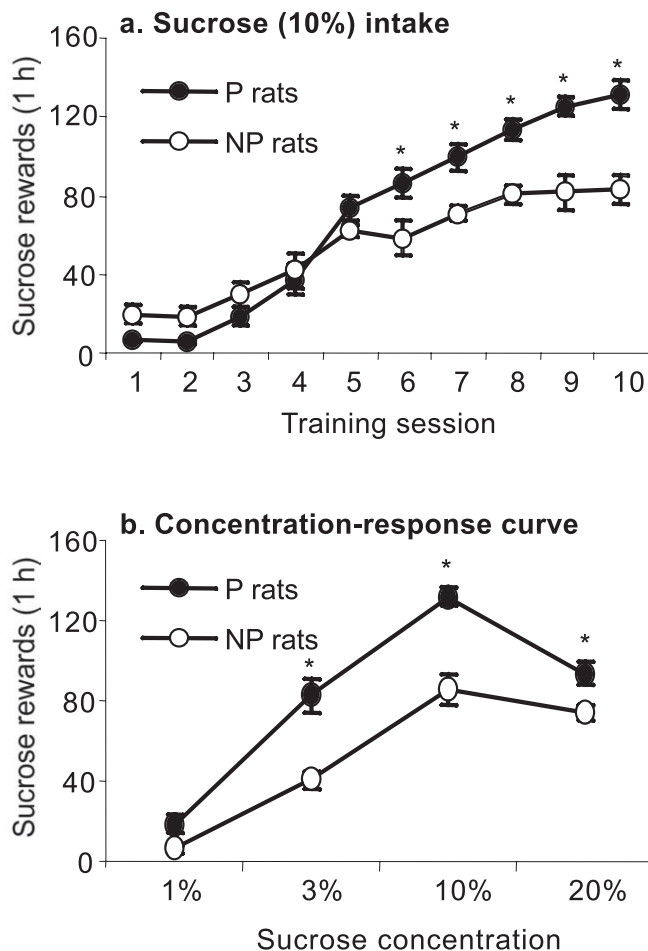 a. Sucrose (10%) intake
160
120
80
40
0
Sucrose rewards (1 h)
P rats
NP rats
* * * * *
1 2 3 4 5 6 7 8 9 10
Training session
b. Concentration-response curve
160
120
80
40
0
Sucrose rewards (1 h)
P rats
NP rats
* * *
1% 3% 10% 20%
Sucrose concentration